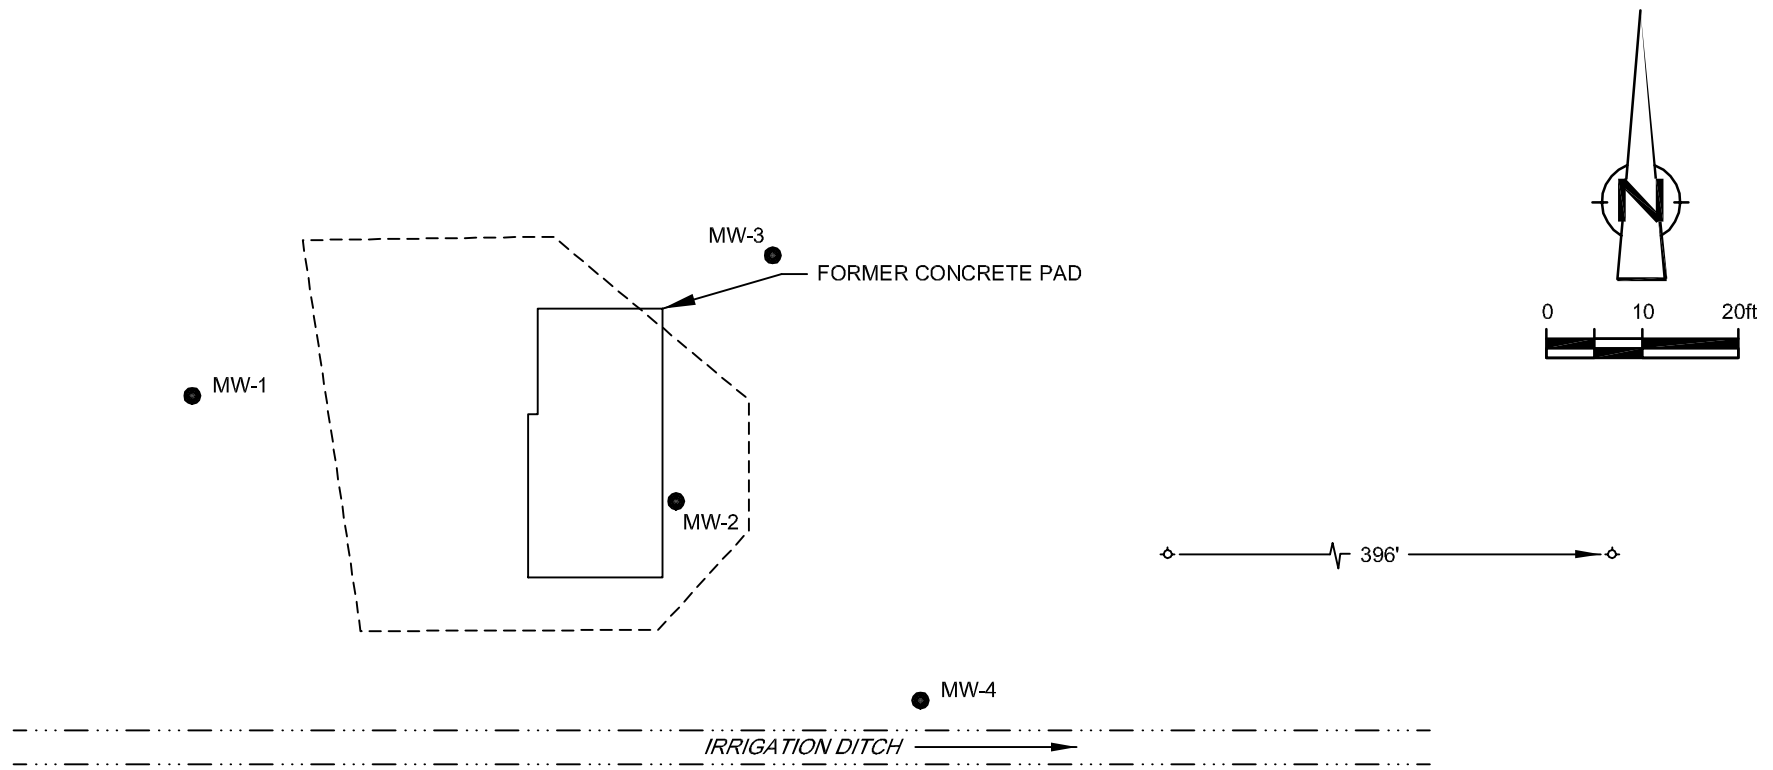 N
0 10 20ft
MW-3
FORMER CONCRETE PAD
MW-1
MW-2
396'
MW-4
IRRIGATION DITCH